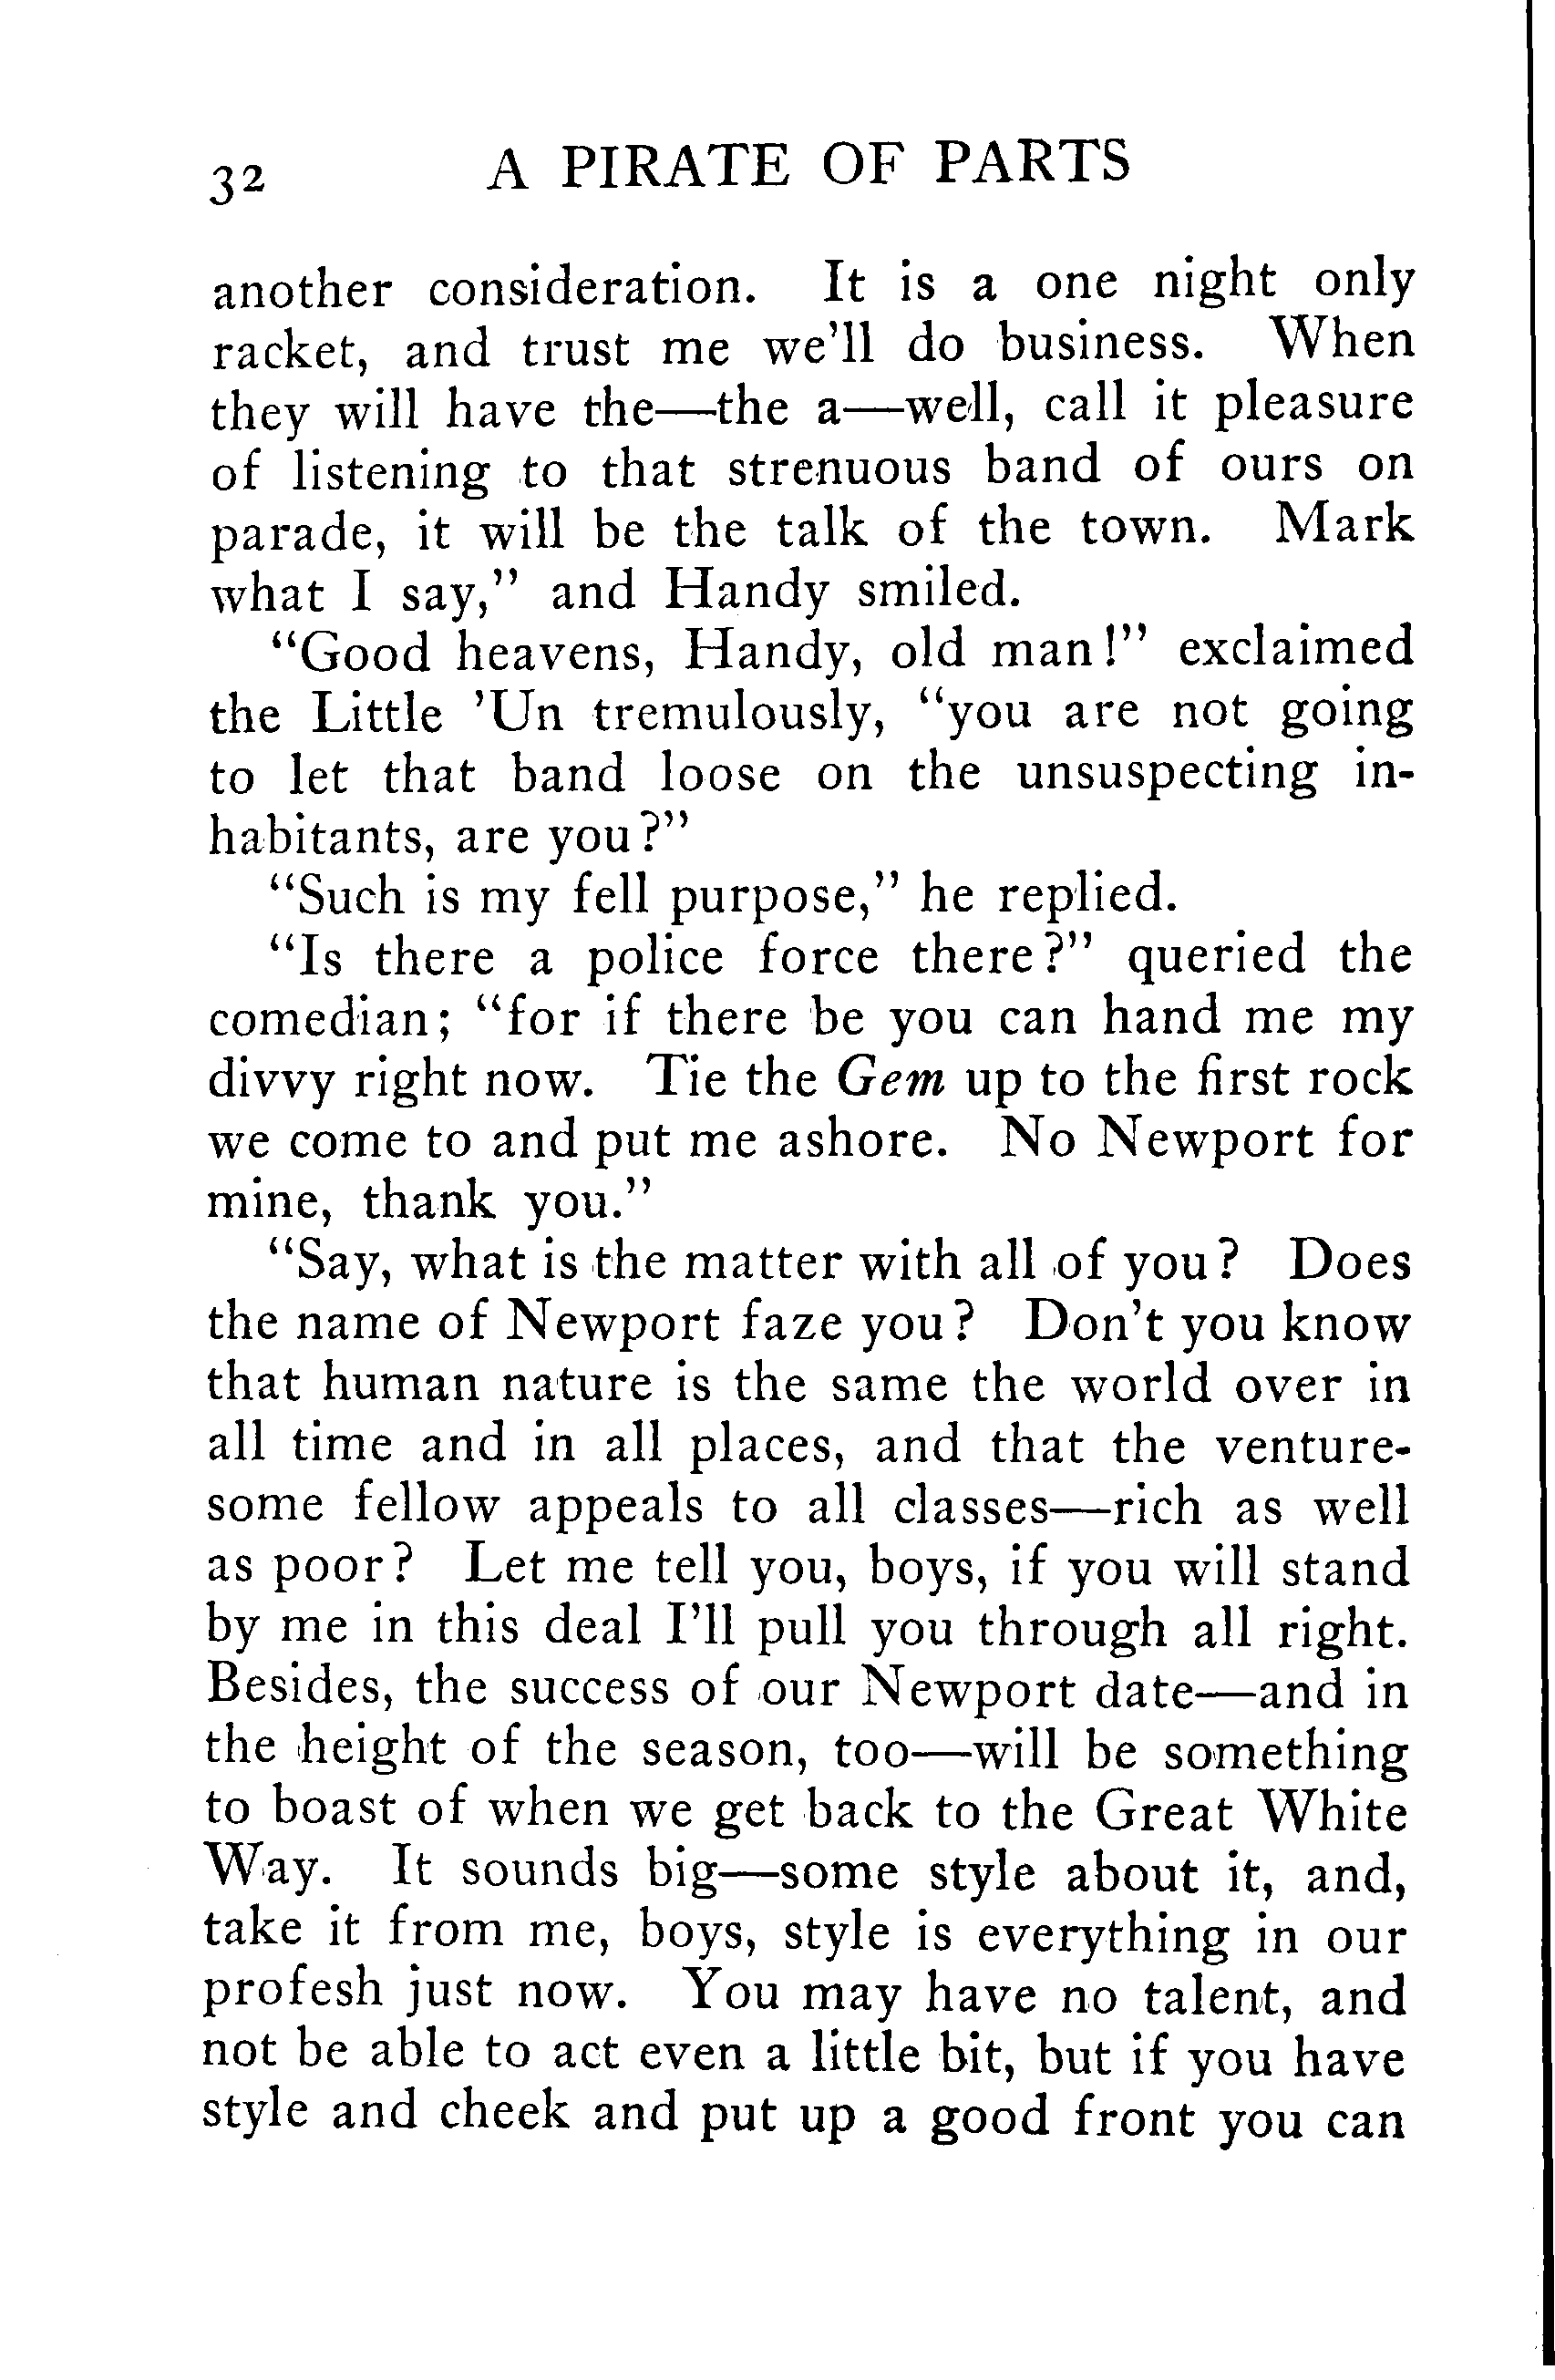 32 A PIRATE OF PARTS
another consideration. It is a one night only
racket, and trust me we'll do business. When
they will have the—the a—well, call it pleasure
of listening to that strenuous band of ours on
parade, it will be the talk of the town. Mark
what I say," and Handy smiled.
"Good heavens, Handy, old man!" exclaimed
the Little 'Un tremulously, "you are not going
to let that band loose on the unsuspecting in-
habitants, are you?"
"Such is my fell purpose," he replied.
"Is there a police force there?" queried the
comedian; "for if there be you can hand me my
divvy right now. Tie the Gem up to the first rock
we come to and put me ashore. No Newport for
mine, thank you."
"Say, what is the matter with all of you? Does
the name of Newport faze you? Don't you know
that human nature is the same the world over in
all time and in all places, and that the venture-
some fellow appeals to all classes—rich as well
as poor? Let me tell you, boys, if you will stand
by me in this deal I'll pull you through all right.
Besides, the success of our Newport date—and in
the height of the season, too—will be something
to boast of when we get back to the Great White
Way. It sounds big—some style about it, and,
take it from me, boys, style is everything in our
profesh just now. You may have no talent, and
not be able to act even a little bit, but if you have
style and cheek and put up a good front you can